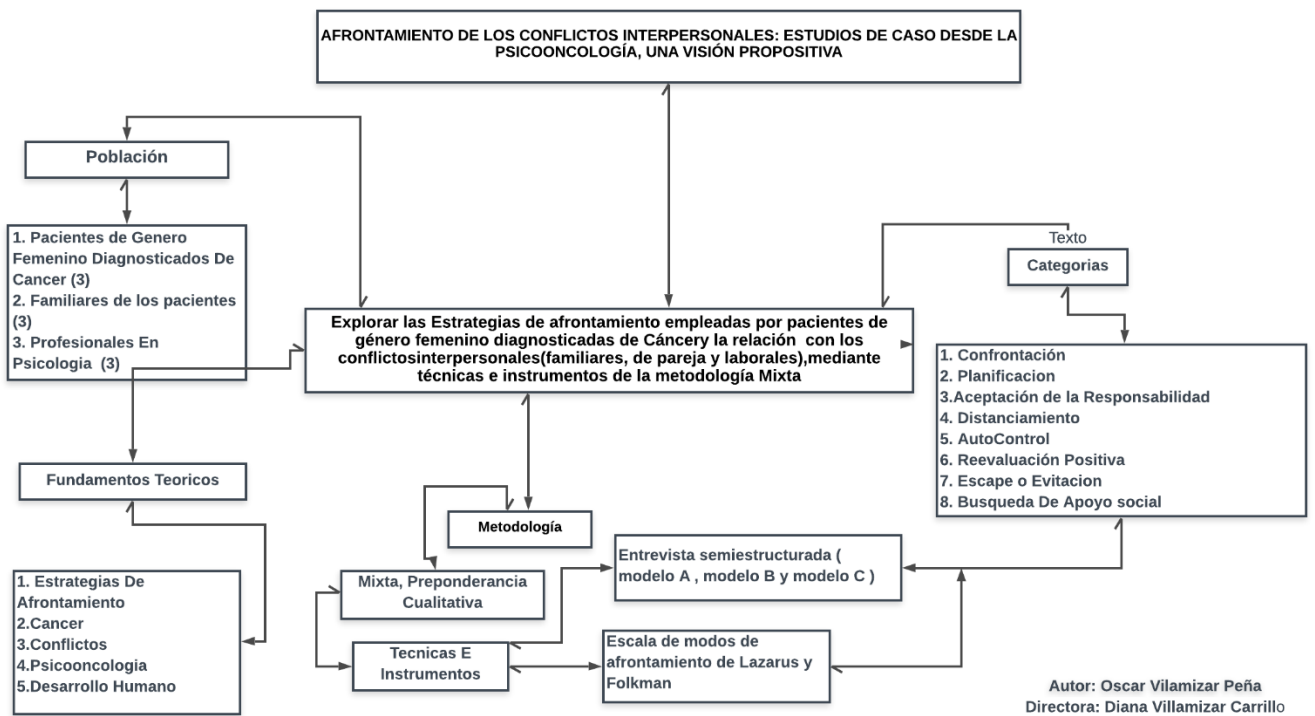 AFRONTAMIENTO DE LOS CONFLICTOS INTERPERSONALES: ESTUDIOS DE CASO DESDE LA
PSICOONCOLOGÍA, UNA VISIÓN PROPOSITIVA
Población
1. Pacientes de Genero
Femenino Diagnosticados De
Cancer (3)
2. Familiares de los pacientes
(3)
3. Profesionales En
Psicologia (3)
Texto
Categorias
Explorar las Estrategias de afrontamiento empleadas por pacientes de
género femenino diagnosticadas de Cáncery la relación con los
conflictosinterpersonales(familiares, de pareja y laborales),mediante
técnicas e instrumentos de la metodología Mixta
1. Confrontación
2. Planificacion
3.Aceptación de la Responsabilidad
4. Distanciamiento
5. AutoControl
6. Reevaluación Positiva
7. Escape o Evitacion
8. Busqueda De Apoyo social
Fundamentos Teoricos
1. Estrategias De
Afrontamiento
2.Cancer
3.Conflictos
4.Psicooncologia
5.Desarrollo Humano
Metodología
Mixta, Preponderancia
Cualitativa
Tecnicas E
Instrumentos
Entrevista semiestructurada (
modelo A , modelo B y modelo C )
Escala de modos de
afrontamiento de Lazarus y
Folkman
Autor: Oscar Vilamizar Peña
Directora: Diana Villamizar Carrillo